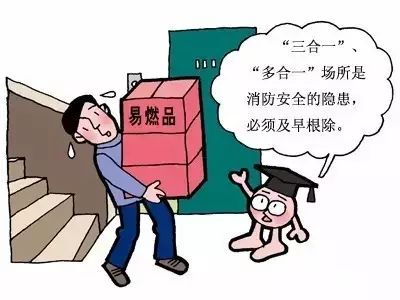 “三合一”、
“多合一”场所是
消防安全的隐患，
必须及早根除。
易燃品